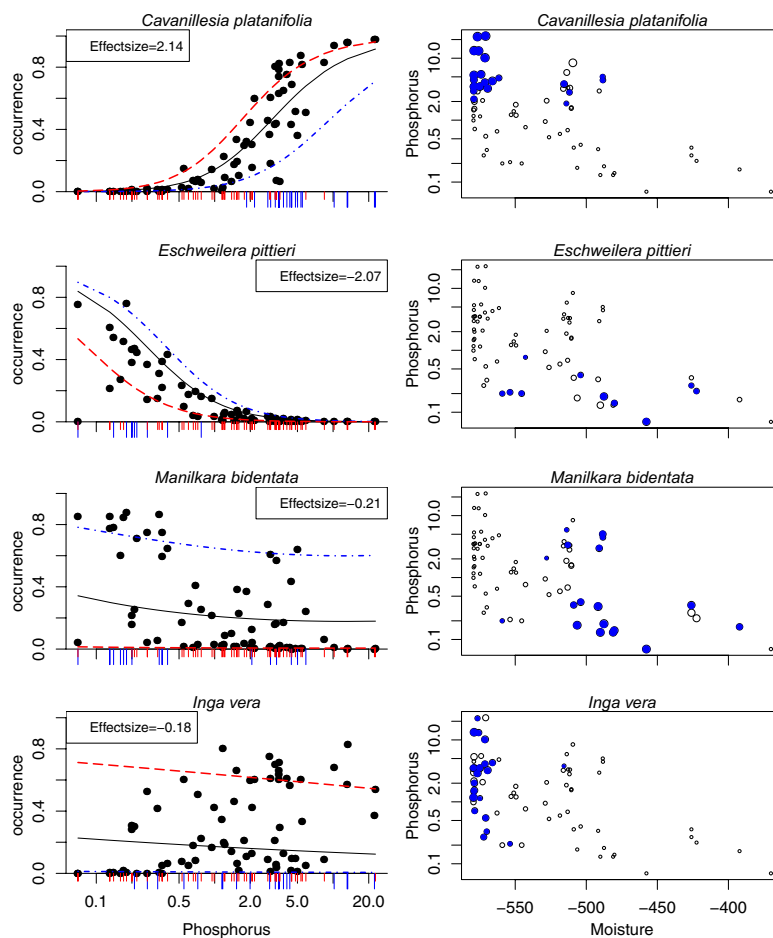 Cavanillesia platanifolia
Effectsize=2.14
occurrence
0.0 0.4 0.8
Cavanillesia platanifolia
Phosphorus
0.1 0.5 2.0 10.0
Eschweilera pittieri
Effectsize=−2.07
occurrence
0.0 0.4 0.8
Eschweilera pittieri
Phosphorus
0.1 0.5 2.0 10.0
Manilkara bidentata
Effectsize=−0.21
occurrence
0.0 0.4 0.8
Manilkara bidentata
Phosphorus
0.1 0.5 2.0 10.0
Inga vera
Effectsize=−0.18
occurrence
0.0 0.4 0.8
0.1 0.5 2.0 5.0 20.0
Phosphorus
Inga vera
Phosphorus
0.1 0.5 2.0 10.0
−550 −500 −450 −400
Moisture